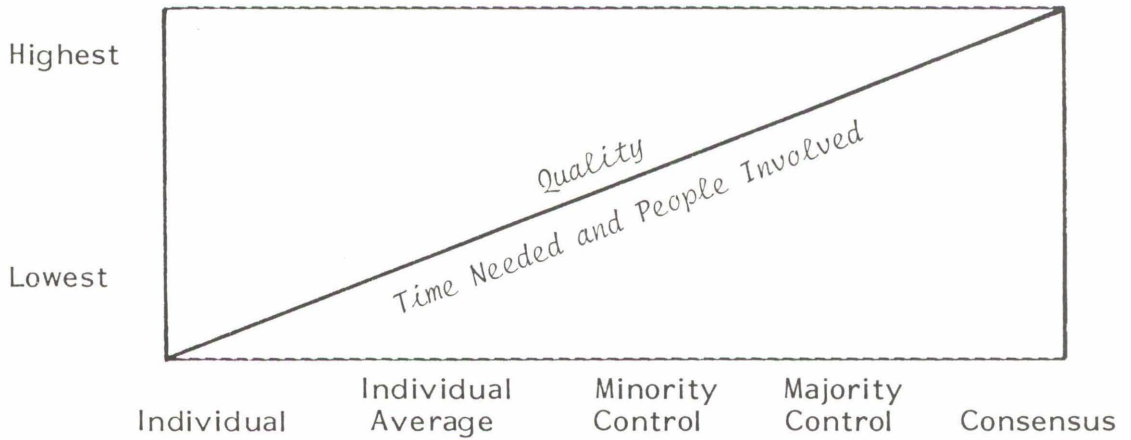 Highest
Quality
Time Needed and People Involved
Lowest
Individual
Individual Average
Minority Control
Majority Control
Consensus